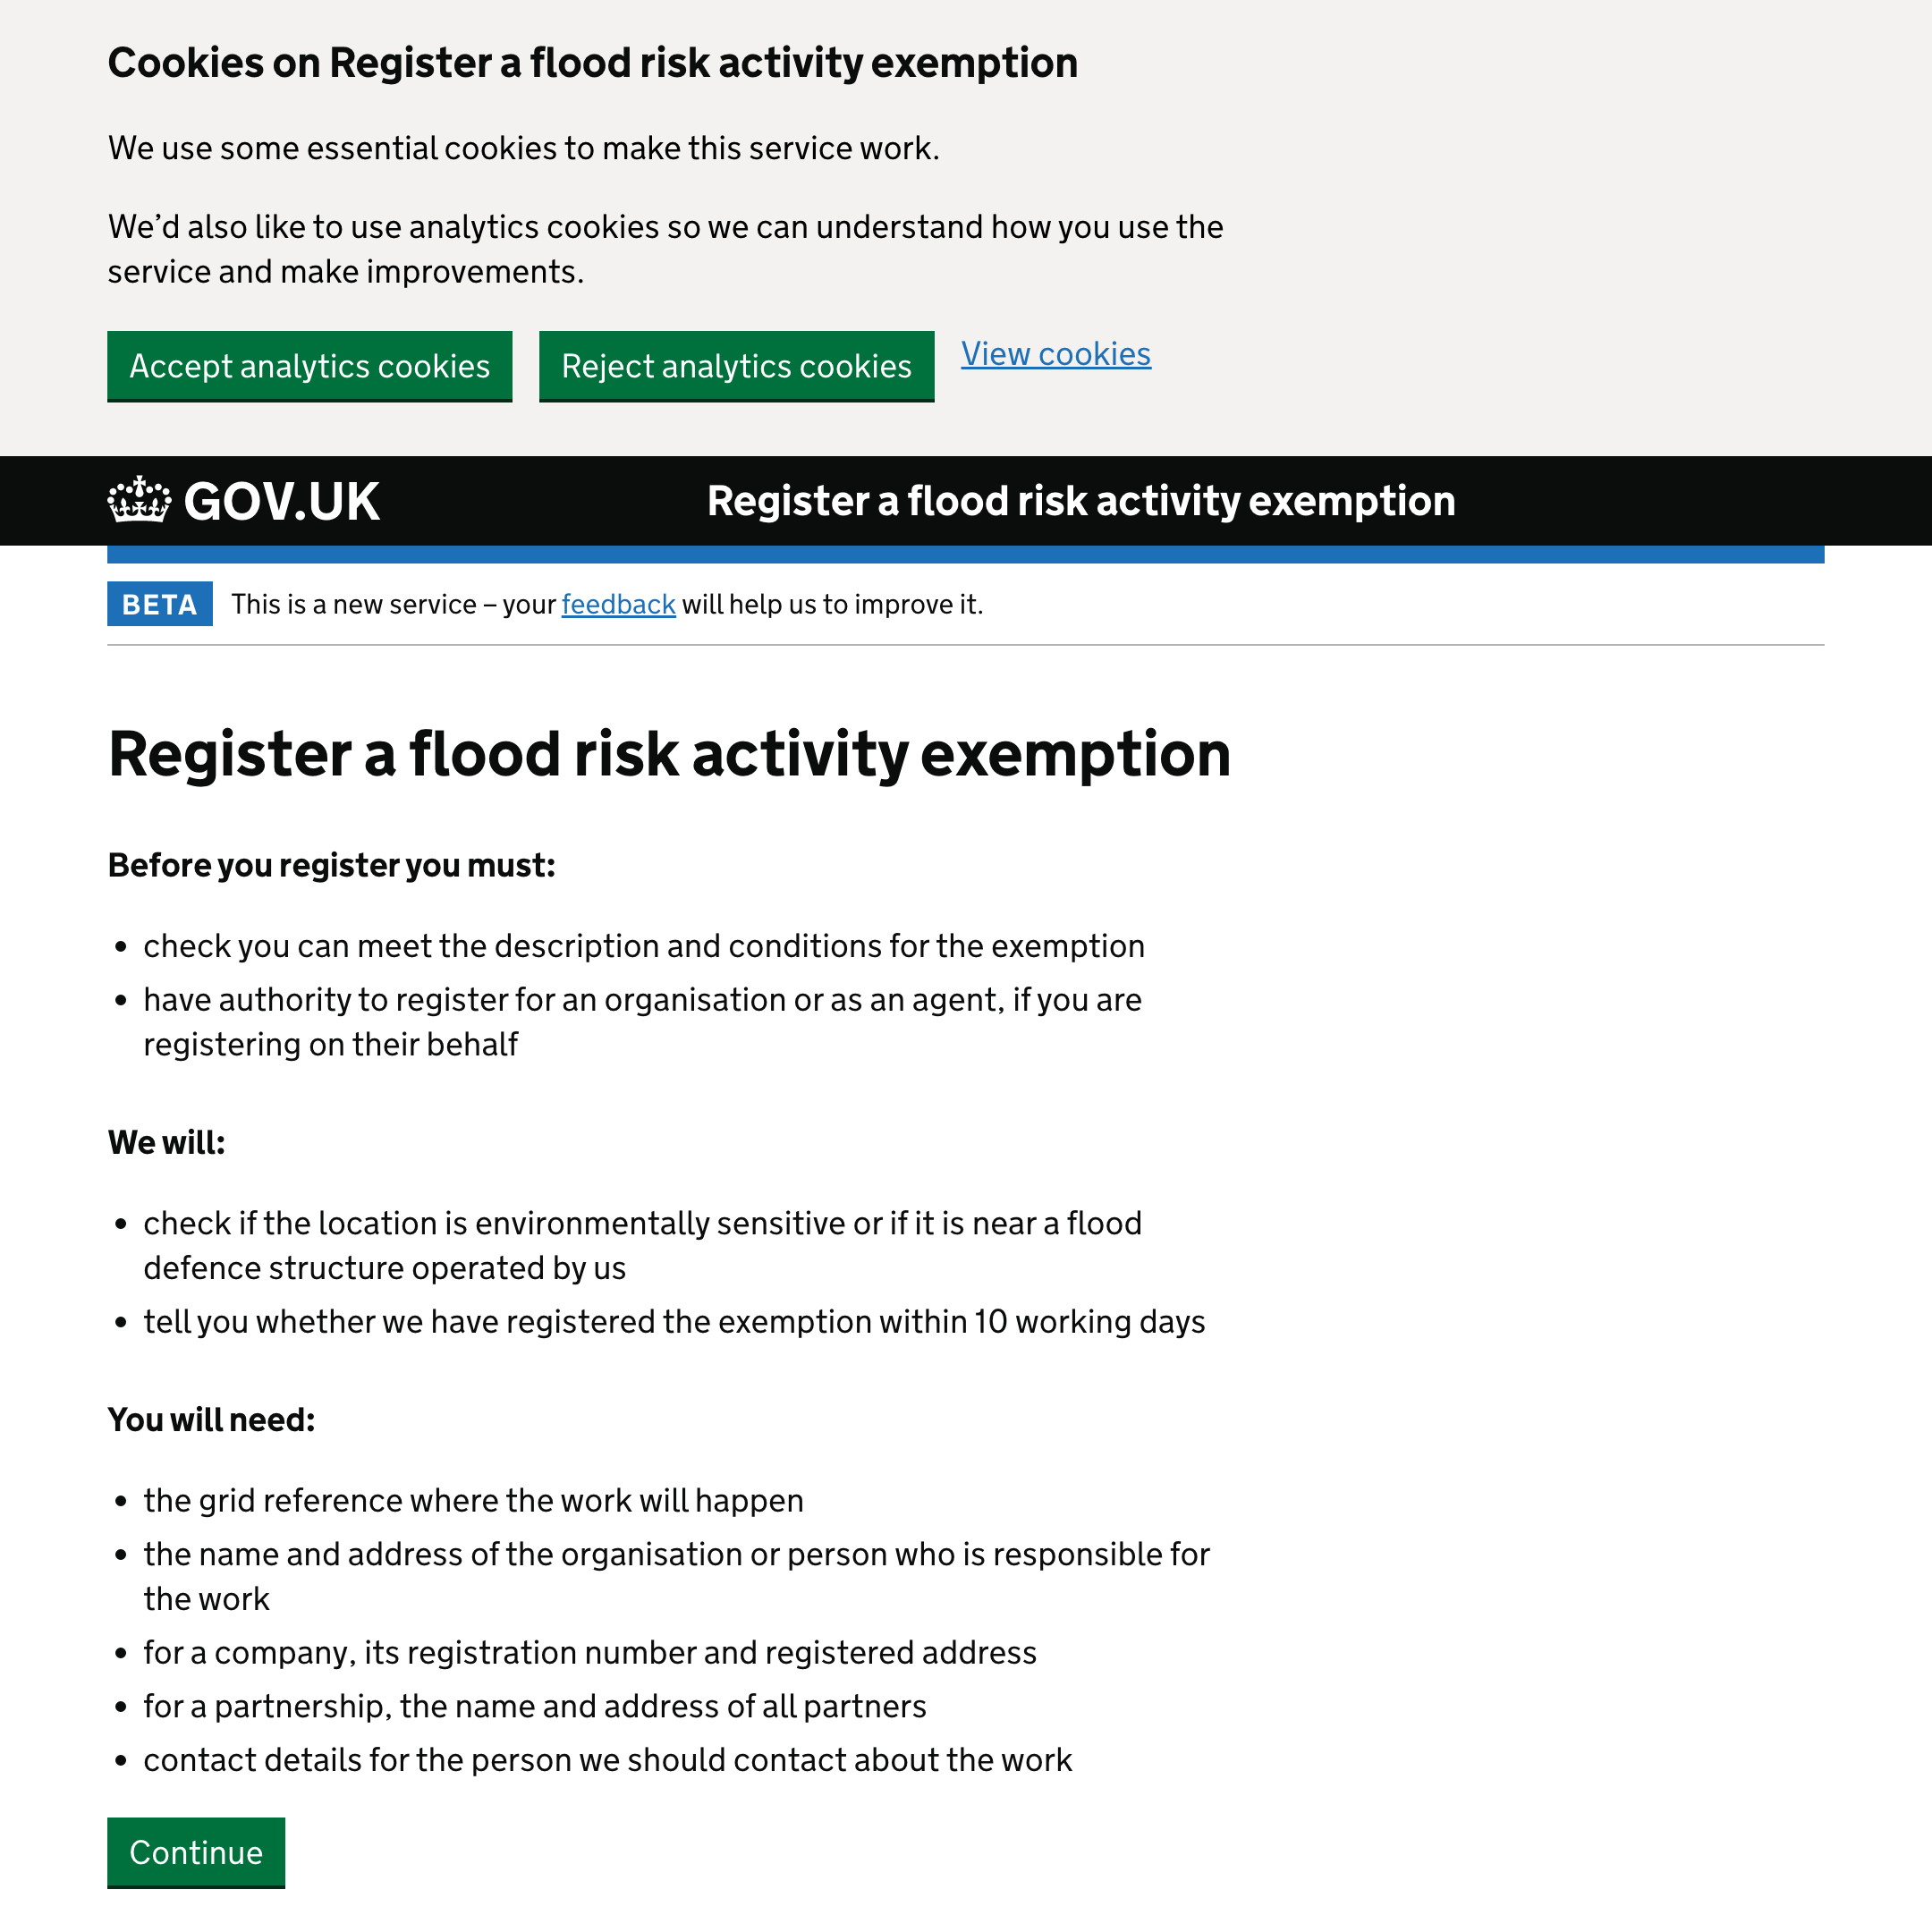 Cookies on Register a flood risk activity exemption
We use some essential cookies to make this service work.
We’d also like to use analytics cookies so we can understand how you use the
service and make improvements.
Accept analytics cookies Reject analytics cookies View cookies
GOV.UK Register a flood risk activity exemption
BETA This is a new service – your feedback will help us to improve it.
Register a flood risk activity exemption
Before you register you must:
• check you can meet the description and conditions for the exemption
• have authority to register for an organisation or as an agent, if you are
registering on their behalf
We will:
• check if the location is environmentally sensitive or if it is near a flood
defence structure operated by us
• tell you whether we have registered the exemption within 10 working days
You will need:
• the grid reference where the work will happen
• the name and address of the organisation or person who is responsible for
the work
• for a company, its registration number and registered address
• for a partnership, the name and address of all partners
• contact details for the person we should contact about the work
Continue